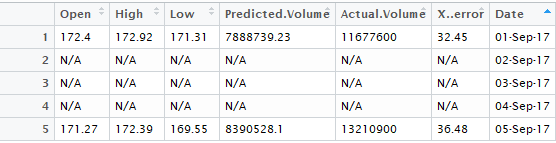 Open High Low Predicted.Volume Actual.Volume X..error Date
1 172.4 172.92 171.31 7888739.23 11677600 32.45 01-Sep-17
2 N/A N/A N/A N/A N/A N/A 02-Sep-17
3 N/A N/A N/A N/A N/A N/A 03-Sep-17
4 N/A N/A N/A N/A N/A N/A 04-Sep-17
5 171.27 172.39 169.55 8390528.1 13210900 36.48 05-Sep-17